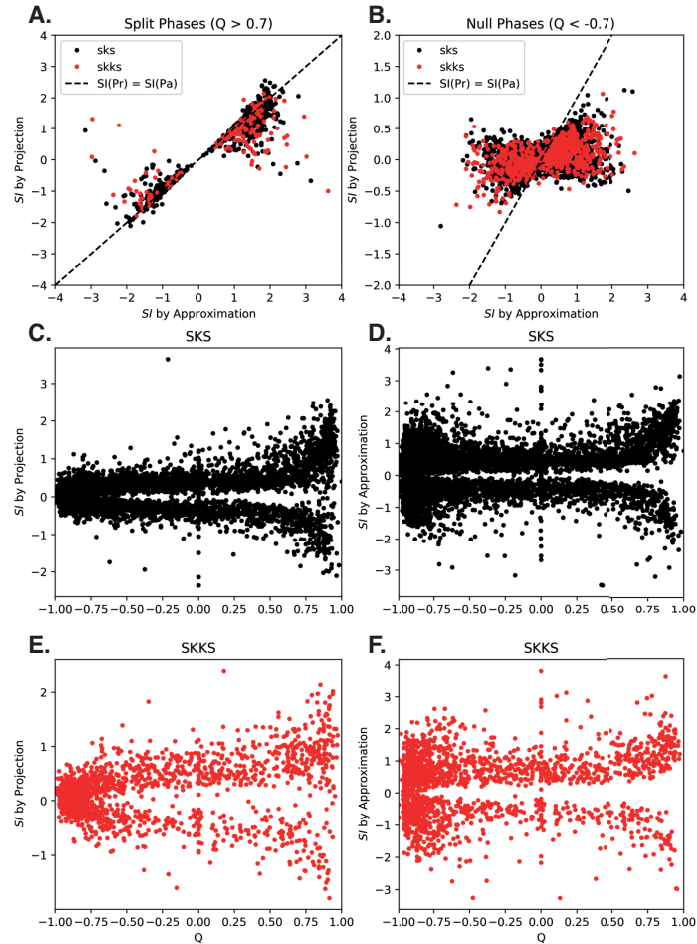 A.
Split Phases (Q > 0.7)
sks
skks
SI(Pr) = SI(Pa)
4
3
2
1
0
−1
−2
−3
−4
SI by Projection
−4 −3 −2 −1 0 1 2 3 4
SI by Approximation
B.
Null Phases (Q < -0.7)
sks
skks
SI(Pr) = SI(Pa)
2.0
1.5
1.0
0.5
0.0
−0.5
−1.0
−1.5
−2.0
SI by Projection
−4 −3 −2 −1 0 1 2 3 4
SI by Approximation
C.
SKS
3
2
1
0
−1
−2
SI by Projection
−1.00 −0.75 −0.50 −0.25 0.00 0.25 0.50 0.75 1.00
D.
SKS
4
3
2
1
0
−1
−2
−3
SI by Approximation
−1.00 −0.75 −0.50 −0.25 0.00 0.25 0.50 0.75 1.00
E.
SKKS
2
1
0
−1
SI by Projection
−1.00 −0.75 −0.50 −0.25 0.00 0.25 0.50 0.75 1.00
Q
F.
SKKS
4
3
2
1
0
−1
−2
−3
SI by Approximation
−1.00 −0.75 −0.50 −0.25 0.00 0.25 0.50 0.75 1.00
Q